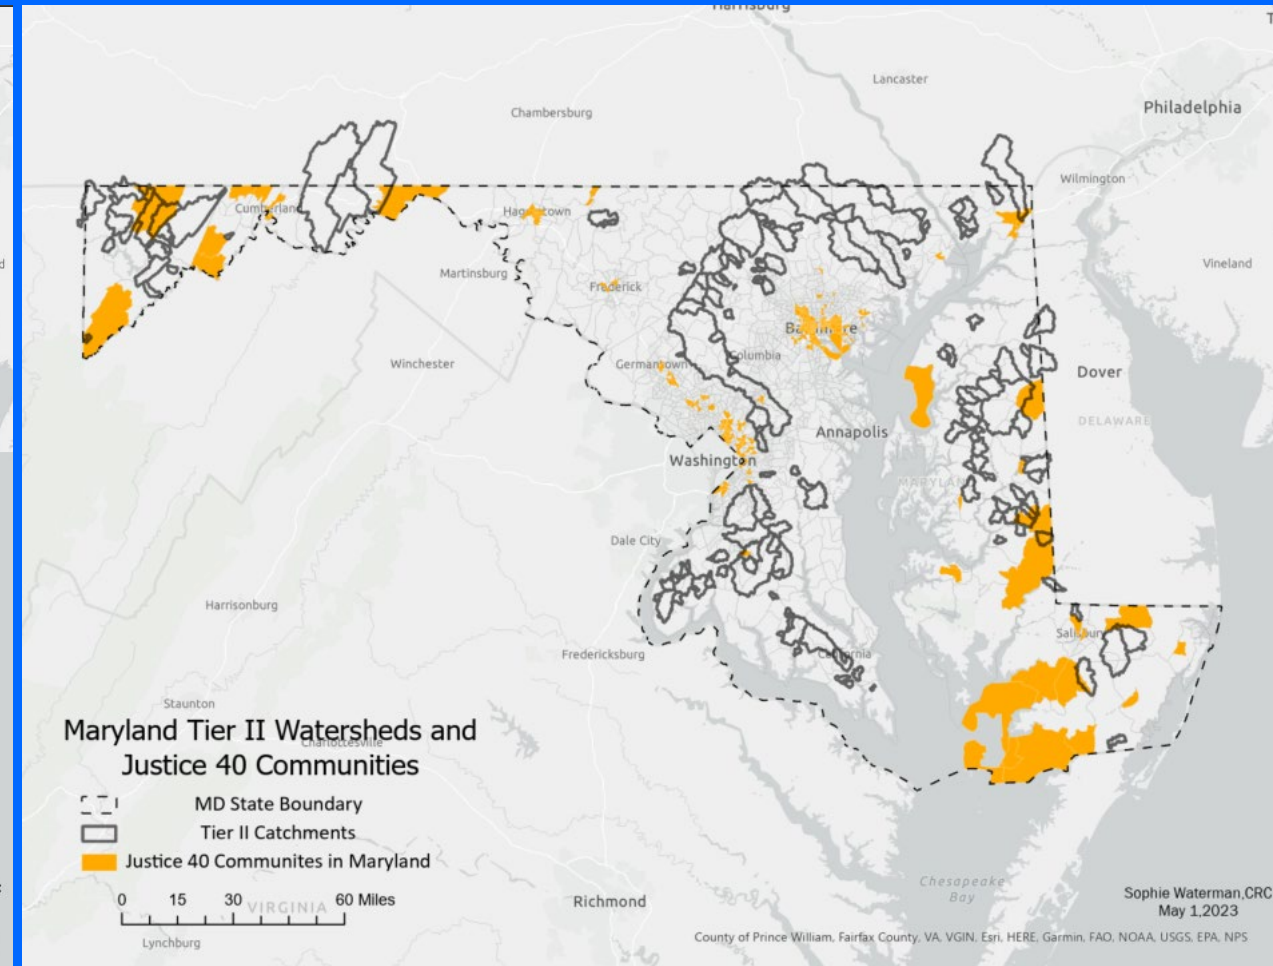 Harrisburg
Lancaster
Philadelphia
Chambersburg
Wilmington
Cumberland
Hagerstown
Martinsburg
Vineland
Frederick
Baltimore
Winchester
Germantown
Columbia
Dover
DELAWARE
Annapolis
Washington
MARYLAND
Dale City
Harrisonburg
Salisbury
Fredericksburg
California
Staunton
Maryland Tier II Watersheds and
Charlottesville
Justice 40 Communities
MD State Boundary
Tier II Catchments
Justice 40 Communites in Maryland
0 15 30 60 Miles
VIRGINIA
Richmond
Chesapeake
Bay
Sophie Waterman,CRC
May 1,2023
Lynchburg
County of Prince William, Fairfax County, VA, VGIN, Esri, HERE, Garmin, FAO, NOAA, USGS, EPA, NPS